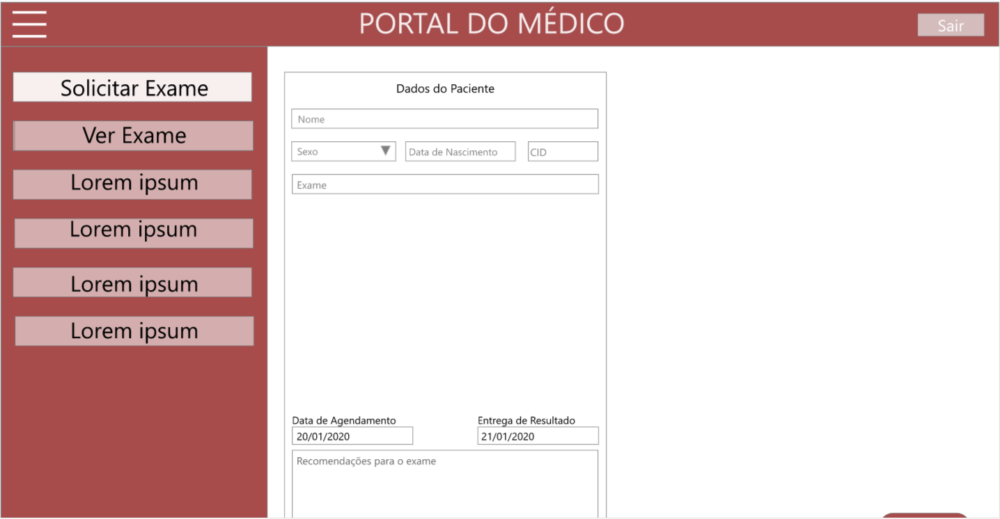 PORTAL DO MÉDICO
Sair
Solicitar Exame
Ver Exame
Lorem ipsum
Lorem ipsum
Lorem ipsum
Lorem ipsum
Dados do Paciente
Nome
Sexo Data de Nascimento CID
Exame
Data de Agendamento Entrega de Resultado
20/01/2020 21/01/2020
Recomendações para o exame